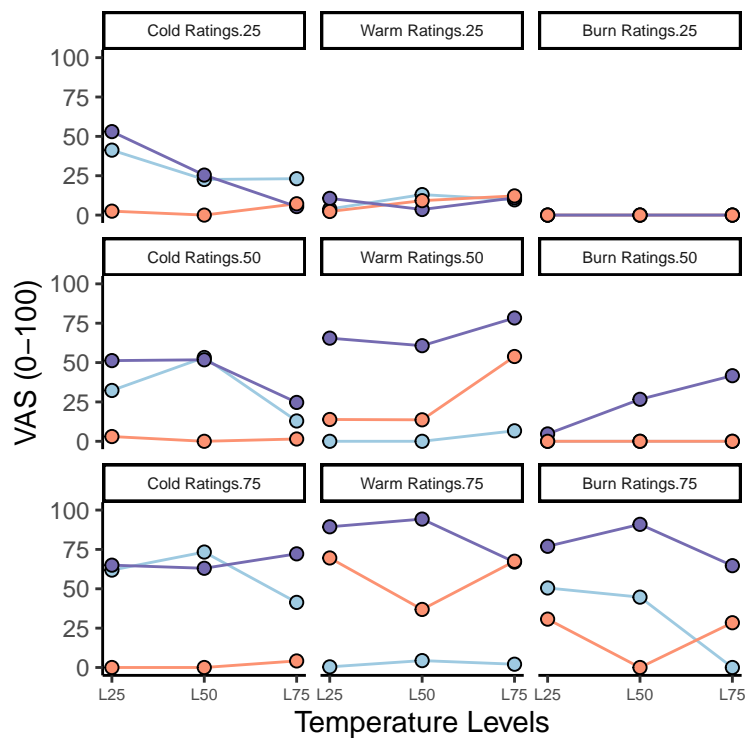 Cold Ratings.25 Warm Ratings.25 Burn Ratings.25
100
75
50
25
0
Cold Ratings.50 Warm Ratings.50 Burn Ratings.50
100
75
50
25
0
VAS (0−100)
Cold Ratings.75 Warm Ratings.75 Burn Ratings.75
100
75
50
25
0
L25 L50 L75 L25 L50 L75 L25 L50 L75
Temperature Levels